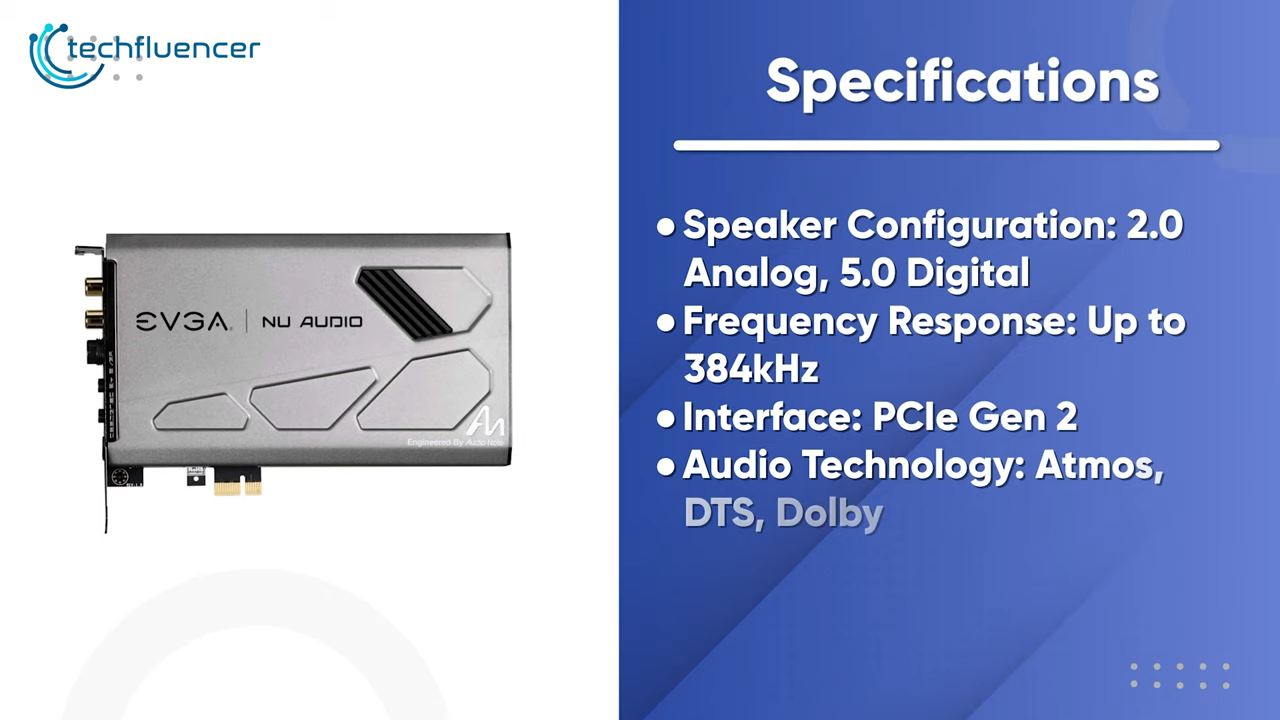 techfluencer
Specifications
● Speaker Configuration: 2.0
Analog, 5.0 Digital
● Frequency Response: Up to
384kHz
● Interface: PCIe Gen 2
● Audio Technology: Atmos,
DTS, Dolby
EVGA | NU AUDIO
Engineered By Audio Note